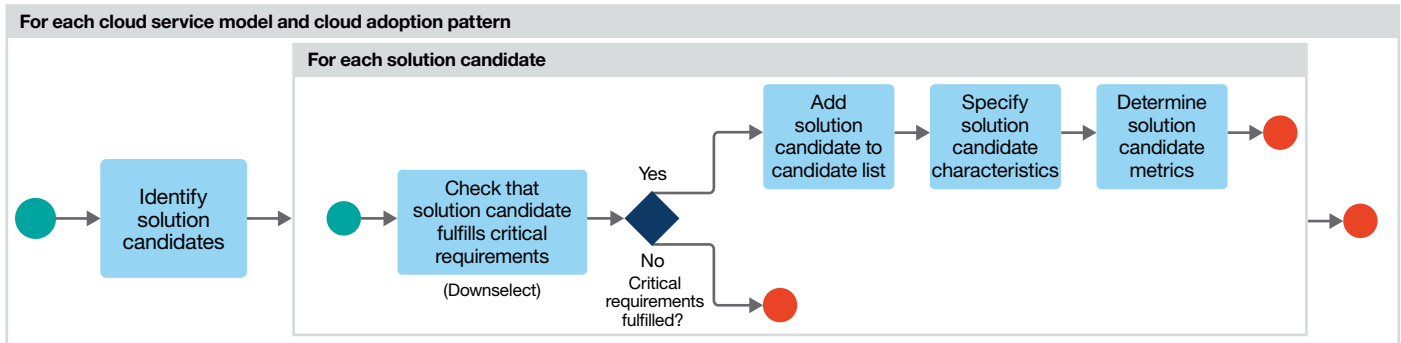 For each cloud service model and cloud adoption pattern
For each solution candidate
Identify
solution
candidates
Check that
solution candidate
fulfills critical
requirements
(Downselect)
Yes
No
Critical
requirements
fulfilled?
Add
solution
candidate to
candidate list
Specify
solution
candidate
characteristics
Determine
solution
candidate
metrics